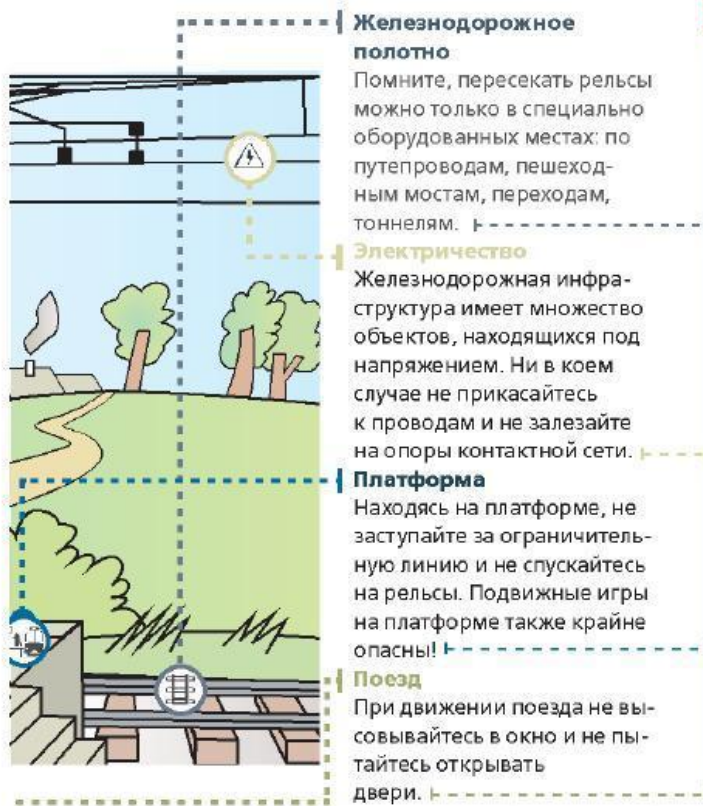 Железнодорожное
полотно
Помните, пересекать рельсы
можно только в специально
оборудованных местах: по
путепроводам, пешеход-
ным мостам, переходам,
тоннелям.
Электричество
Железнодорожная инфра-
структура имеет множество
объектов, находящихся под
напряжением. Ни в коем
случае не прикасайтесь
к проводам и не залезайте
на опоры контактной сети.
Платформа
Находясь на платформе, не
заступайте за ограничитель-
ную линию и не спускайтесь
на рельсы. Подвижные игры
на платформе также крайне
опасны!
Поезд
При движении поезда не вы-
совывайтесь в окно и не пы-
тайтесь открывать
двери.